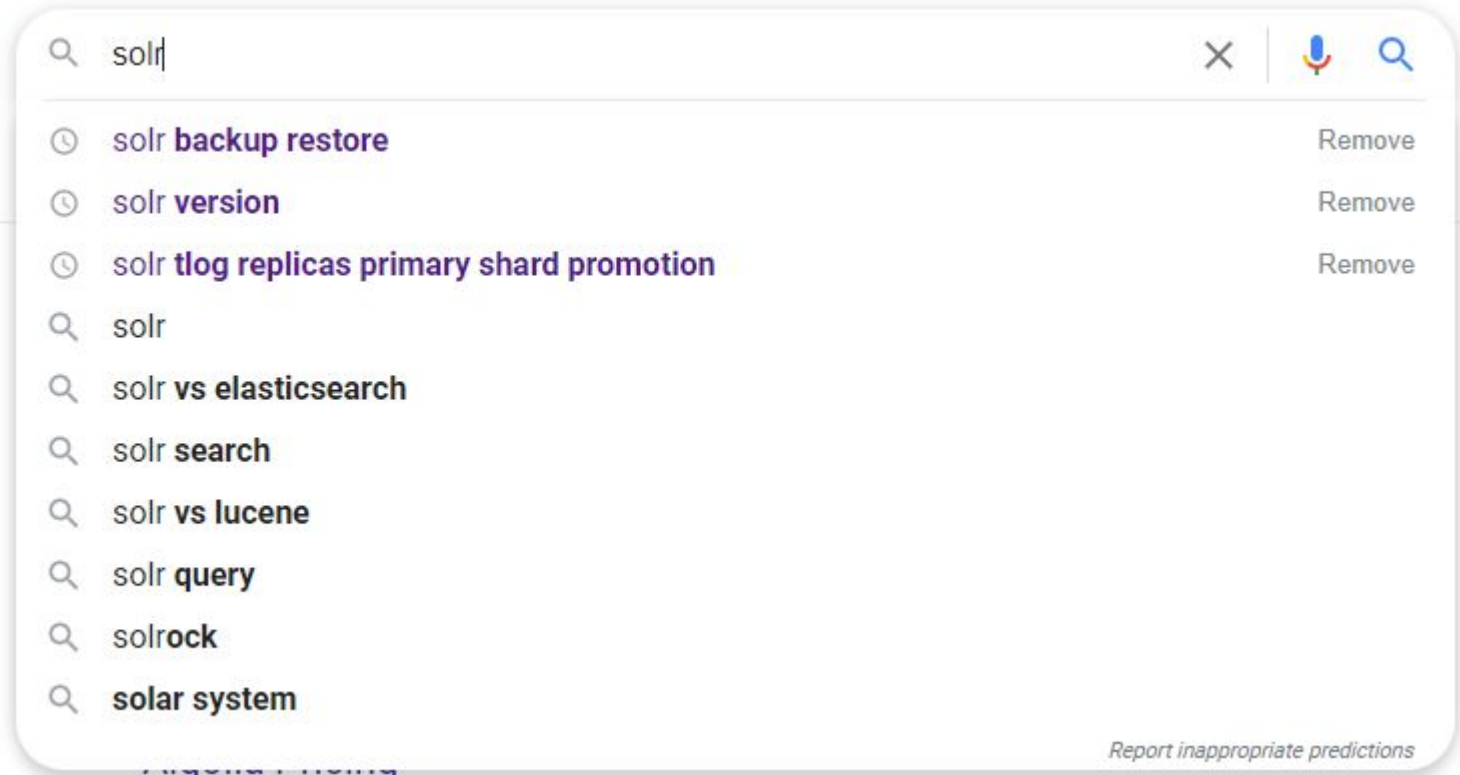 solr
solr backup restore Remove
solr version Remove
solr tlog replicas primary shard promotion Remove
solr
solr vs elasticsearch
solr search
solr vs lucene
solr query
solrock
solar system
Report inappropriate predictions